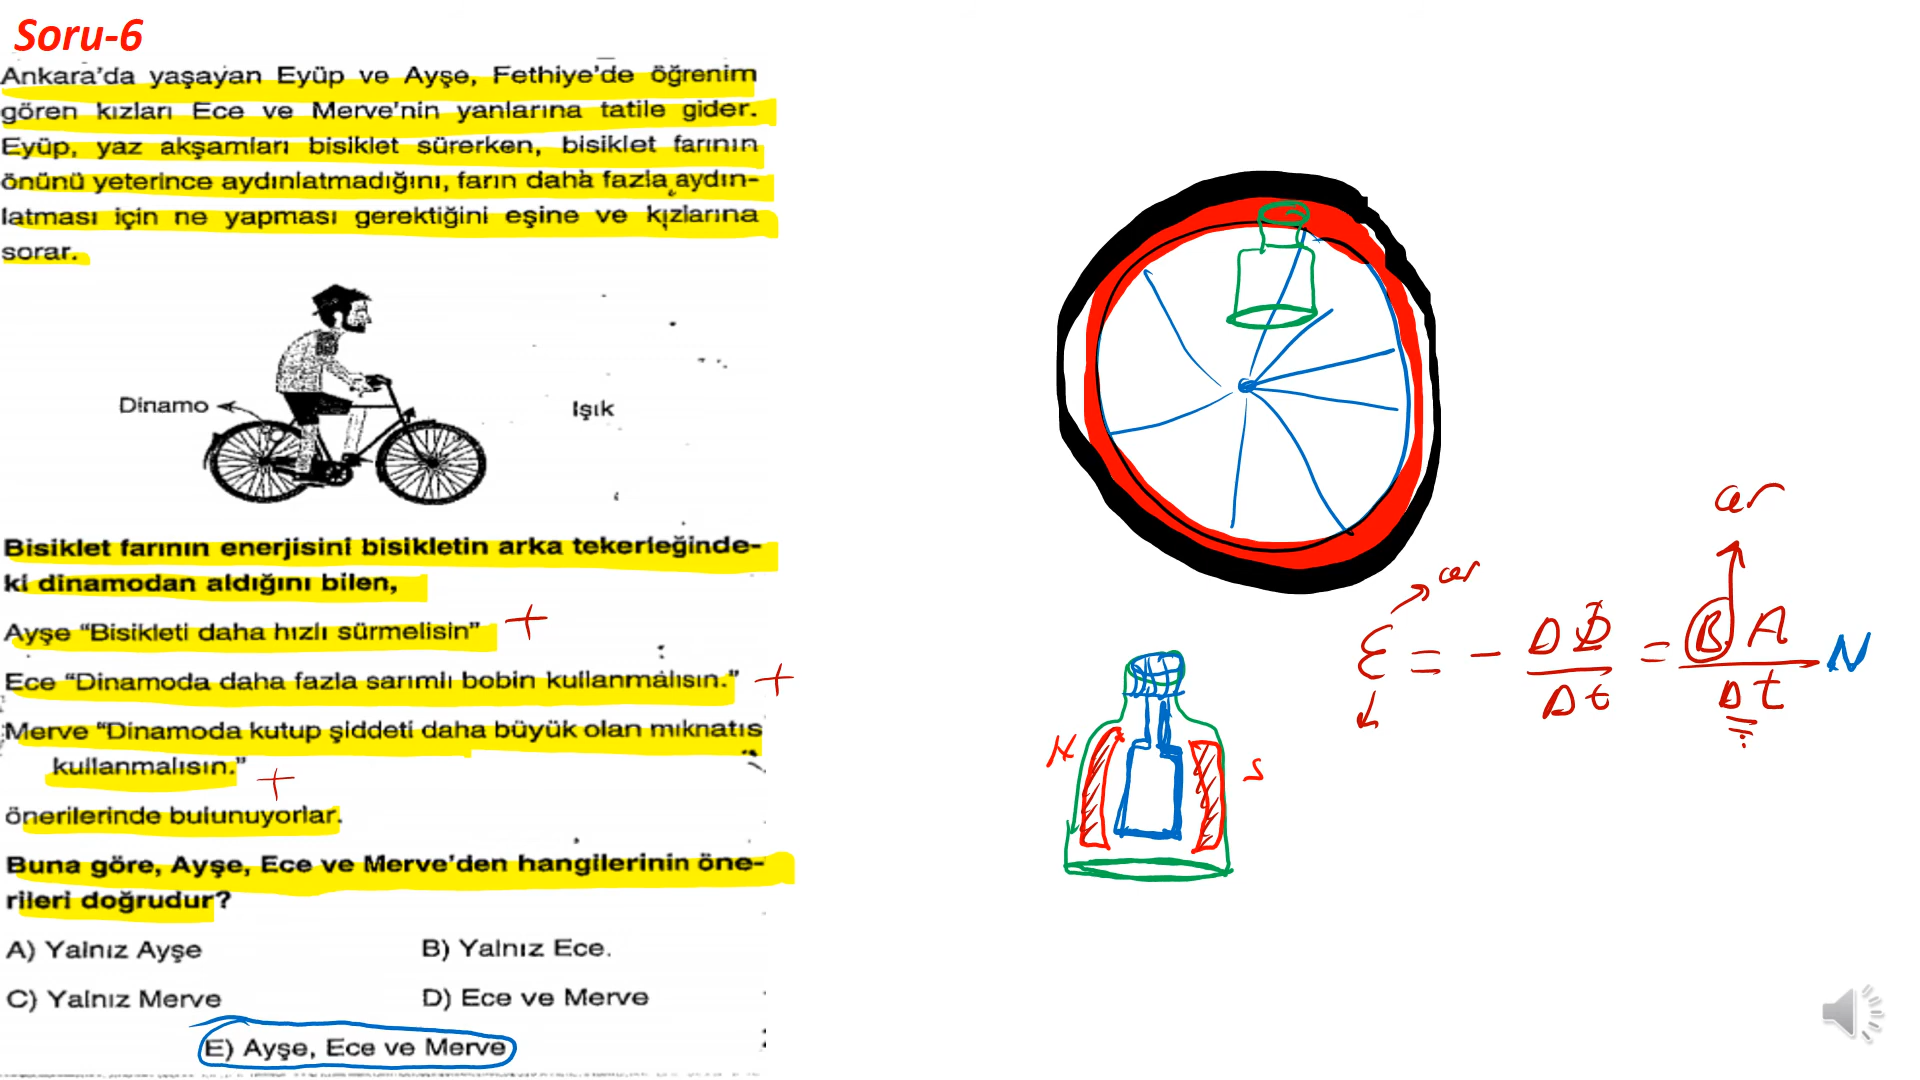 Soru-6
Ankara'da yaşayan Eyüp ve Ayşe, Fethiye'de öğrenim
gören kızları Ece ve Merve'nin yanlarına tatile gider.
Eyüp, yaz akşamları bisiklet sürerken, bisiklet farının
önünü yeterince aydınlatmadığını, farın daha fazla aydın-
latması için ne yapması gerektiğini eşine ve kızlarına
sorar.
Dinamo
Işık
Bisiklet farının enerjisini bisikletin arka tekerleğinde-
ki dinamodan aldığını bilen,
Ayşe “Bisikleti daha hızlı sürmelisin” +
Ece “Dinamoda daha fazla sarımlı bobin kullanmalısın.” +
Merve “Dinamoda kutup şiddeti daha büyük olan mıknatıs
kullanmalısın.” +
önerilerinde bulunuyorlar.
Buna göre, Ayşe, Ece ve Merve'den hangilerinin öne-
rileri doğrudur?
A) Yalnız Ayşe
B) Yalnız Ece.
C) Yalnız Merve
D) Ece ve Merve
E) Ayşe, Ece ve Merve
N
S
ε = - ΔΦ / Δt = B A / Δt N